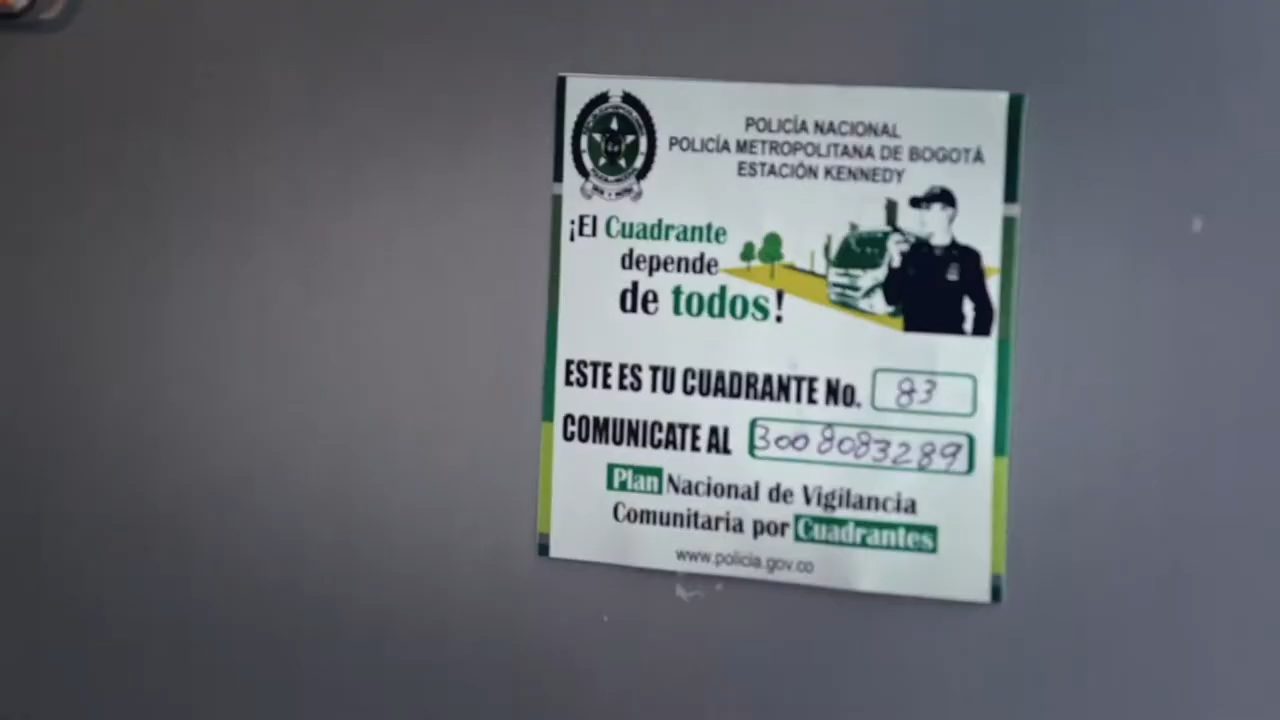 POLICÍA NACIONAL
POLICÍA METROPOLITANA DE BOGOTÁ
ESTACIÓN KENNEDY
¡El Cuadrante
depende
de todos!
ESTE ES TU CUADRANTE No. 83
COMUNICATE AL 3008083289
Plan Nacional de Vigilancia
Comunitaria por Cuadrantes
www.policia.gov.co